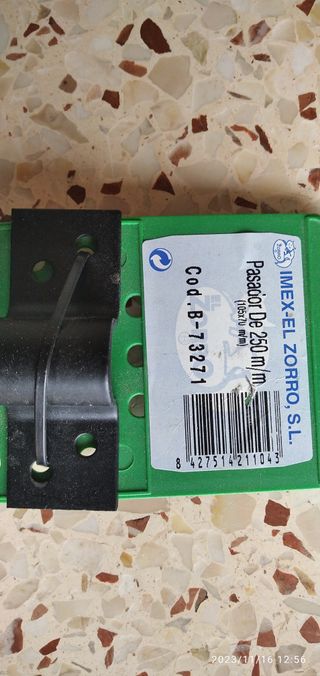 IMEX-EL ZORRO, S.L.
Pasador De 250 m/m
(105x70 m/m)
Cod. B-73271
8 427514 211043
2023/11/16 12:56